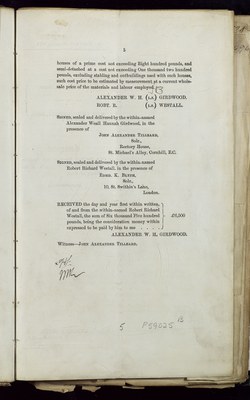 5
houses of a prime cost not exceeding Eight hundred pounds, and
semi-detached at a cost not exceeding One thousand two hundred
pounds, excluding stabling and outbuildings used with such houses,
such cost prior to be estimated by measurement at a current whole-
sale price of the materials and labour employed.
ALEXANDER W. H. (L.S.) GIRDWOOD.
ROBT. R. (L.S.) WESTALL.
SIGNED, sealed and delivered by the within-named
Alexander Weall Hannah Girdwood, in the
presence of
JOHN ALEXANDER TILLEARD,
Solr.,
Rectory House,
St. Michael's Alley, Cornhill, E.C.
SIGNED, sealed and delivered by the within-named
Robert Richard Westall, in the presence of
EDMD. K. BLYTH,
Solr.,
10, St. Swithin's Lane,
London.
RECEIVED the day and year first within written,
of and from the within-named Robert Richard
Westall, the sum of Six thousand Five hundred
pounds, being the consideration money within
expressed to be paid by him to me
£6,500
ALEXANDER W. H. GIRDWOOD.
Witness—JOHN ALEXANDER TILLEARD.
5